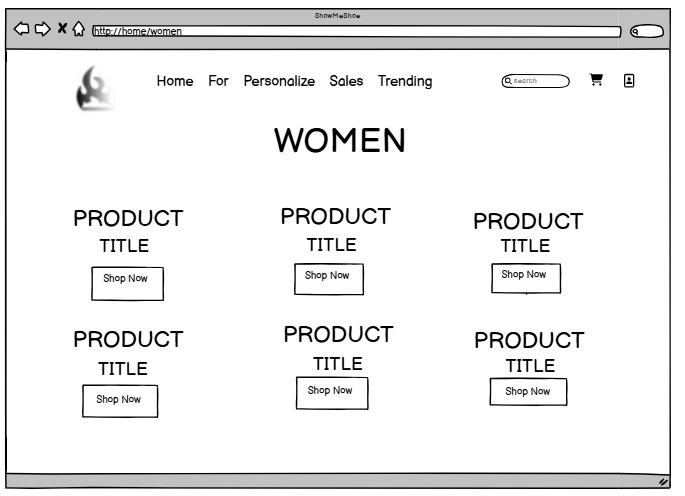 ShowMeShoe
http://home/women
Home For Personalize Sales Trending search
WOMEN
PRODUCT PRODUCT PRODUCT
TITLE TITLE TITLE
Shop Now Shop Now Shop Now
PRODUCT PRODUCT PRODUCT
TITLE TITLE TITLE
Shop Now Shop Now Shop Now